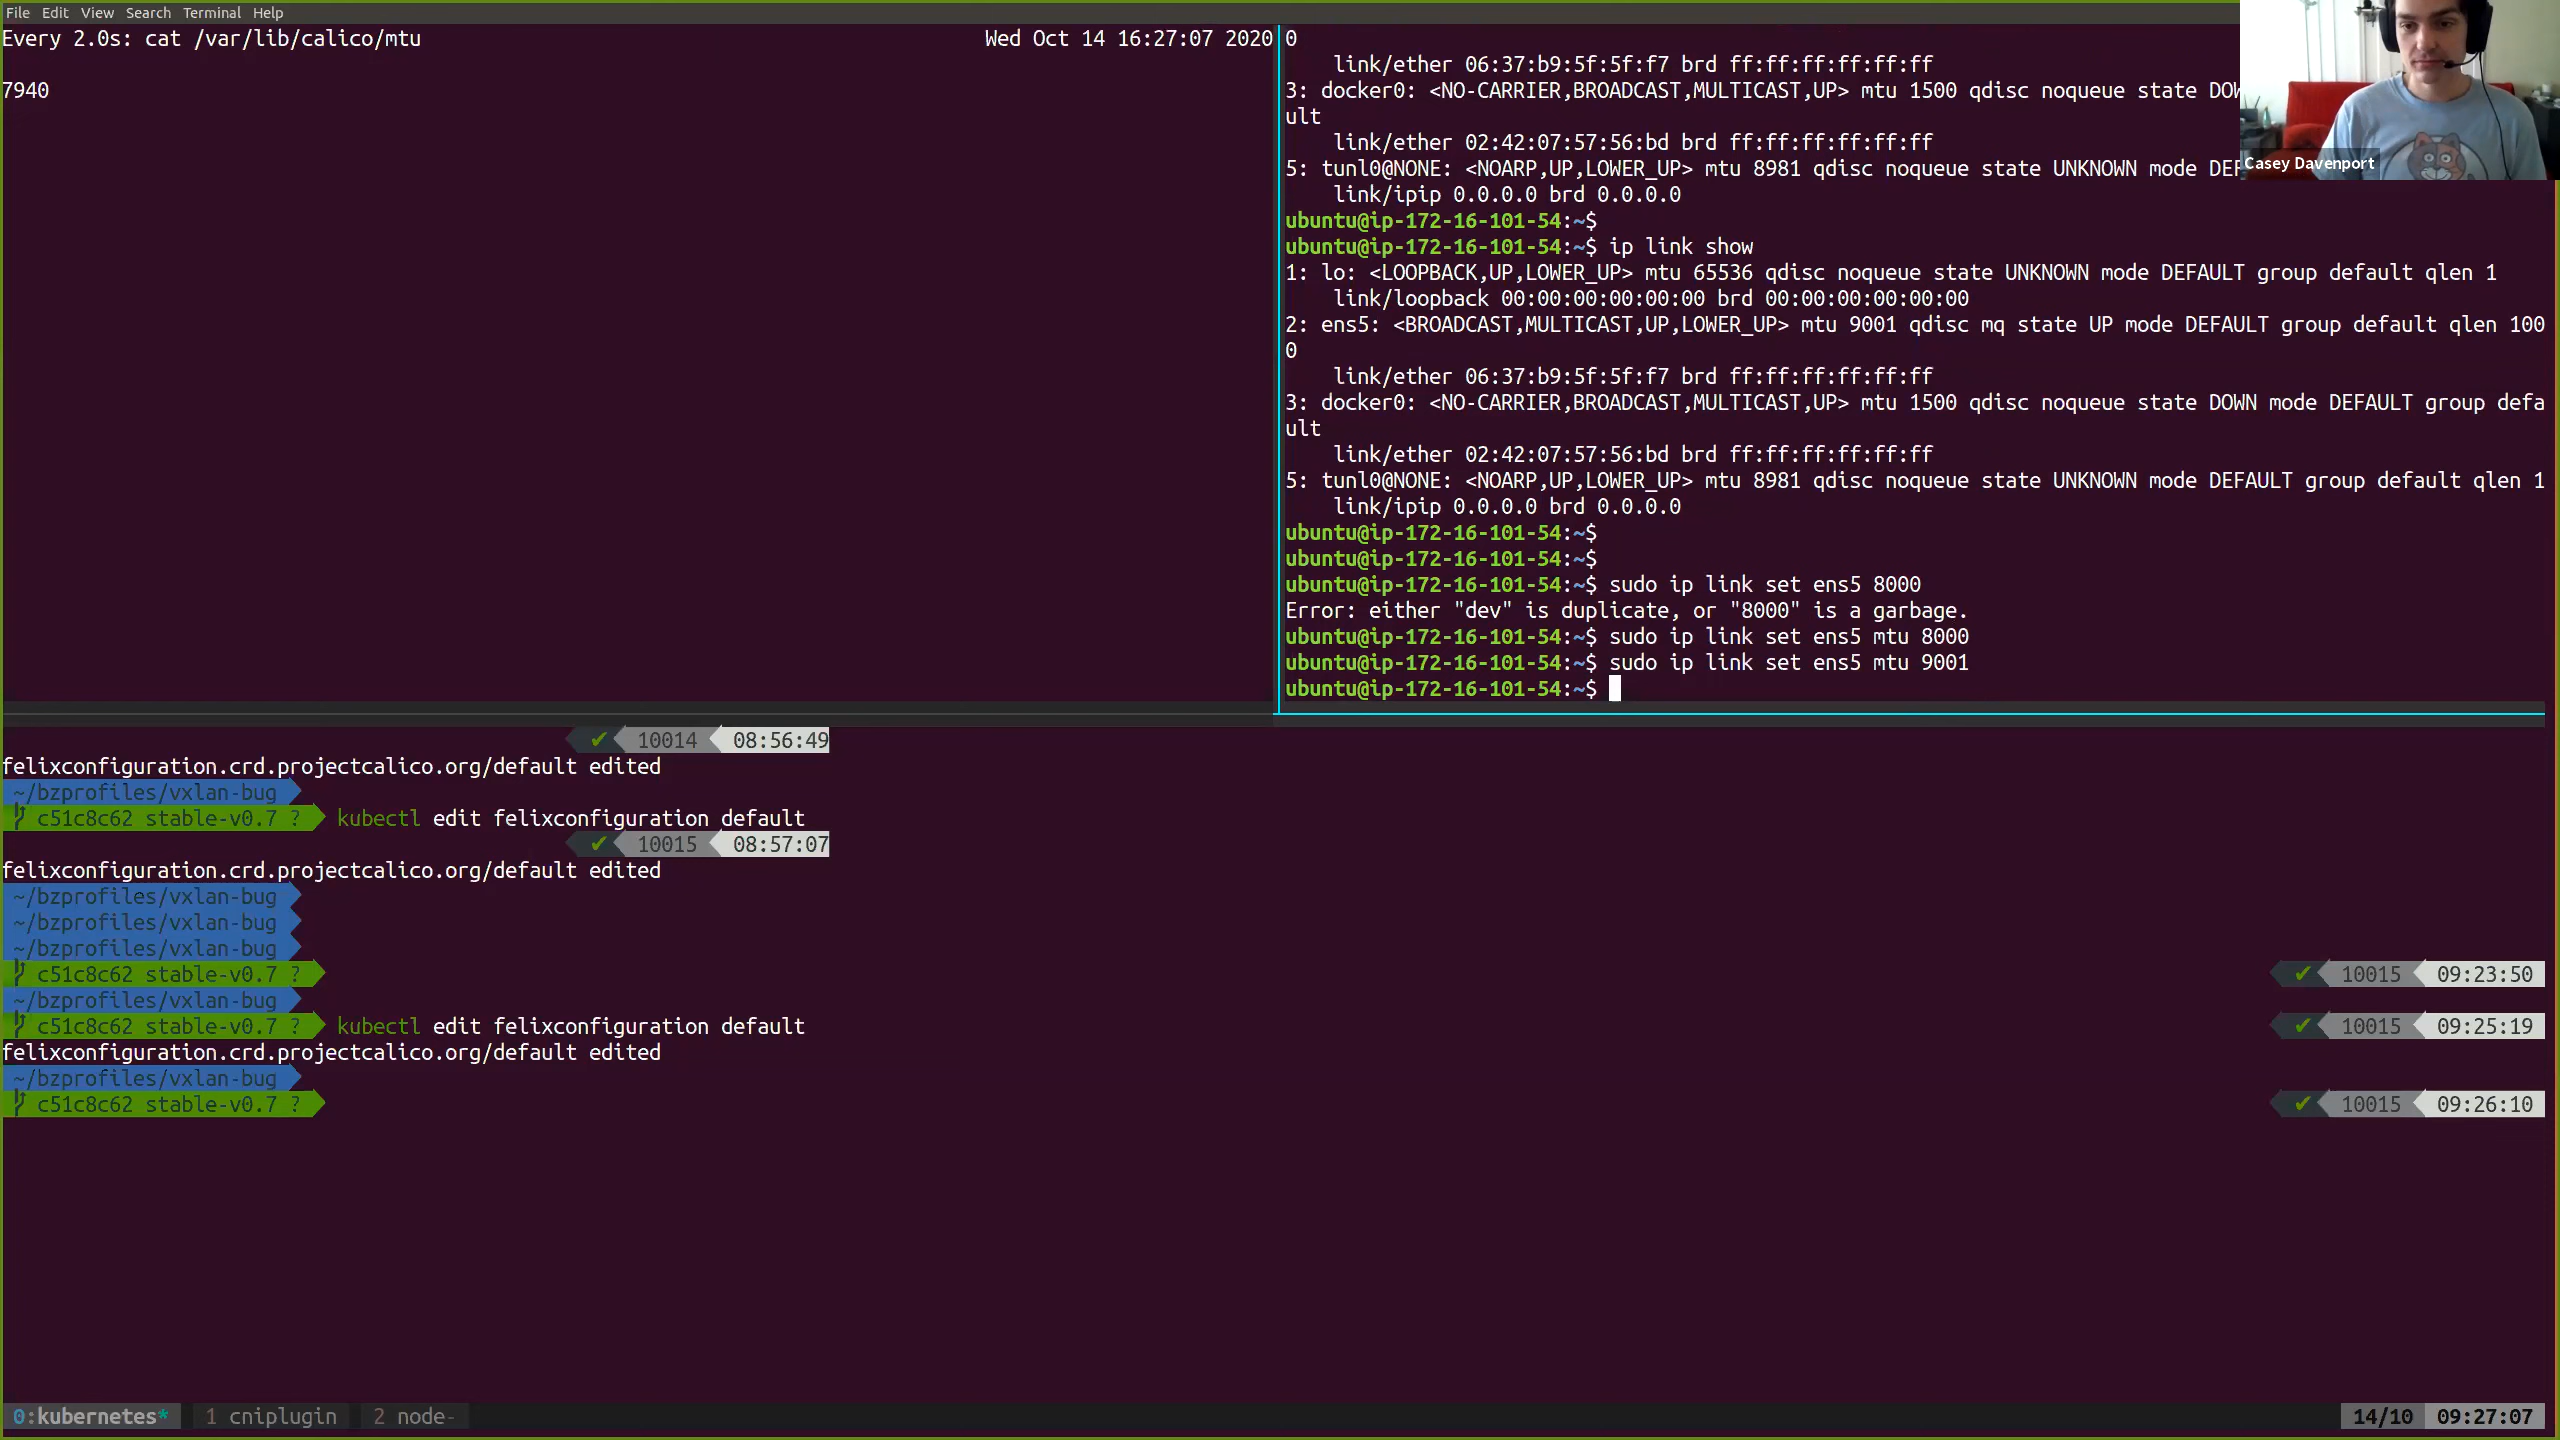 File Edit View Search Terminal Help
Every 2.0s: cat /var/lib/calico/mtu Wed Oct 14 16:27:07 2020
7940
0
link/ether 06:37:b9:5f:5f:f7 brd ff:ff:ff:ff:ff:ff
3: docker0: <NO-CARRIER,BROADCAST,MULTICAST,UP> mtu 1500 qdisc noqueue state DOW
ult
link/ether 02:42:07:57:56:bd brd ff:ff:ff:ff:ff:ff
5: tunl0@NONE: <NOARP,UP,LOWER_UP> mtu 8981 qdisc noqueue state UNKNOWN mode DEF
link/ipip 0.0.0.0 brd 0.0.0.0
Casey Davenport
ubuntu@ip-172-16-101-54:~$
ubuntu@ip-172-16-101-54:~$ ip link show
1: lo: <LOOPBACK,UP,LOWER_UP> mtu 65536 qdisc noqueue state UNKNOWN mode DEFAULT group default qlen 1
link/loopback 00:00:00:00:00:00 brd 00:00:00:00:00:00
2: ens5: <BROADCAST,MULTICAST,UP,LOWER_UP> mtu 9001 qdisc mq state UP mode DEFAULT group default qlen 100
0
link/ether 06:37:b9:5f:5f:f7 brd ff:ff:ff:ff:ff:ff
3: docker0: <NO-CARRIER,BROADCAST,MULTICAST,UP> mtu 1500 qdisc noqueue state DOWN mode DEFAULT group defa
ult
link/ether 02:42:07:57:56:bd brd ff:ff:ff:ff:ff:ff
5: tunl0@NONE: <NOARP,UP,LOWER_UP> mtu 8981 qdisc noqueue state UNKNOWN mode DEFAULT group default qlen 1
link/ipip 0.0.0.0 brd 0.0.0.0
ubuntu@ip-172-16-101-54:~$
ubuntu@ip-172-16-101-54:~$
ubuntu@ip-172-16-101-54:~$ sudo ip link set ens5 8000
Error: either "dev" is duplicate, or "8000" is a garbage.
ubuntu@ip-172-16-101-54:~$ sudo ip link set ens5 mtu 8000
ubuntu@ip-172-16-101-54:~$ sudo ip link set ens5 mtu 9001
ubuntu@ip-172-16-101-54:~$
✔ 10014 08:56:49
felixconfiguration.crd.projectcalico.org/default edited
~/bzprofiles/vxlan-bug
c51c8c62 stable-v0.7 ? kubectl edit felixconfiguration default
✔ 10015 08:57:07
felixconfiguration.crd.projectcalico.org/default edited
~/bzprofiles/vxlan-bug
~/bzprofiles/vxlan-bug
~/bzprofiles/vxlan-bug
c51c8c62 stable-v0.7 ? ✔ 10015 09:23:50
~/bzprofiles/vxlan-bug
c51c8c62 stable-v0.7 ? kubectl edit felixconfiguration default ✔ 10015 09:25:19
felixconfiguration.crd.projectcalico.org/default edited
~/bzprofiles/vxlan-bug
c51c8c62 stable-v0.7 ? ✔ 10015 09:26:10
0:kubernetes* 1 cniplugin 2 node- 14/10 09:27:07